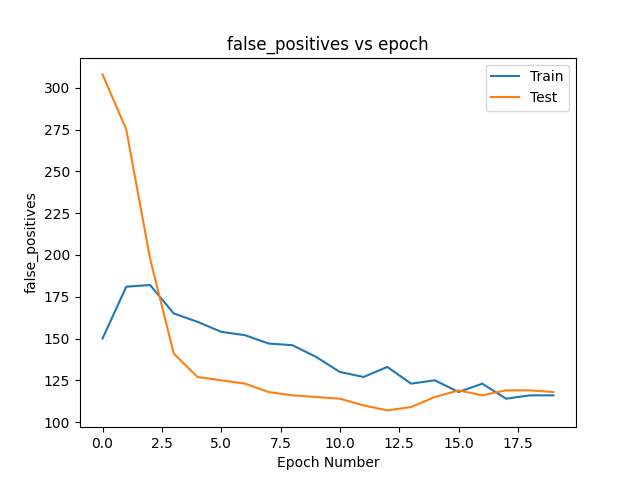 false_positives vs epoch
Train
Test
false_positives
300
275
250
225
200
175
150
125
100
0.0 2.5 5.0 7.5 10.0 12.5 15.0 17.5
Epoch Number